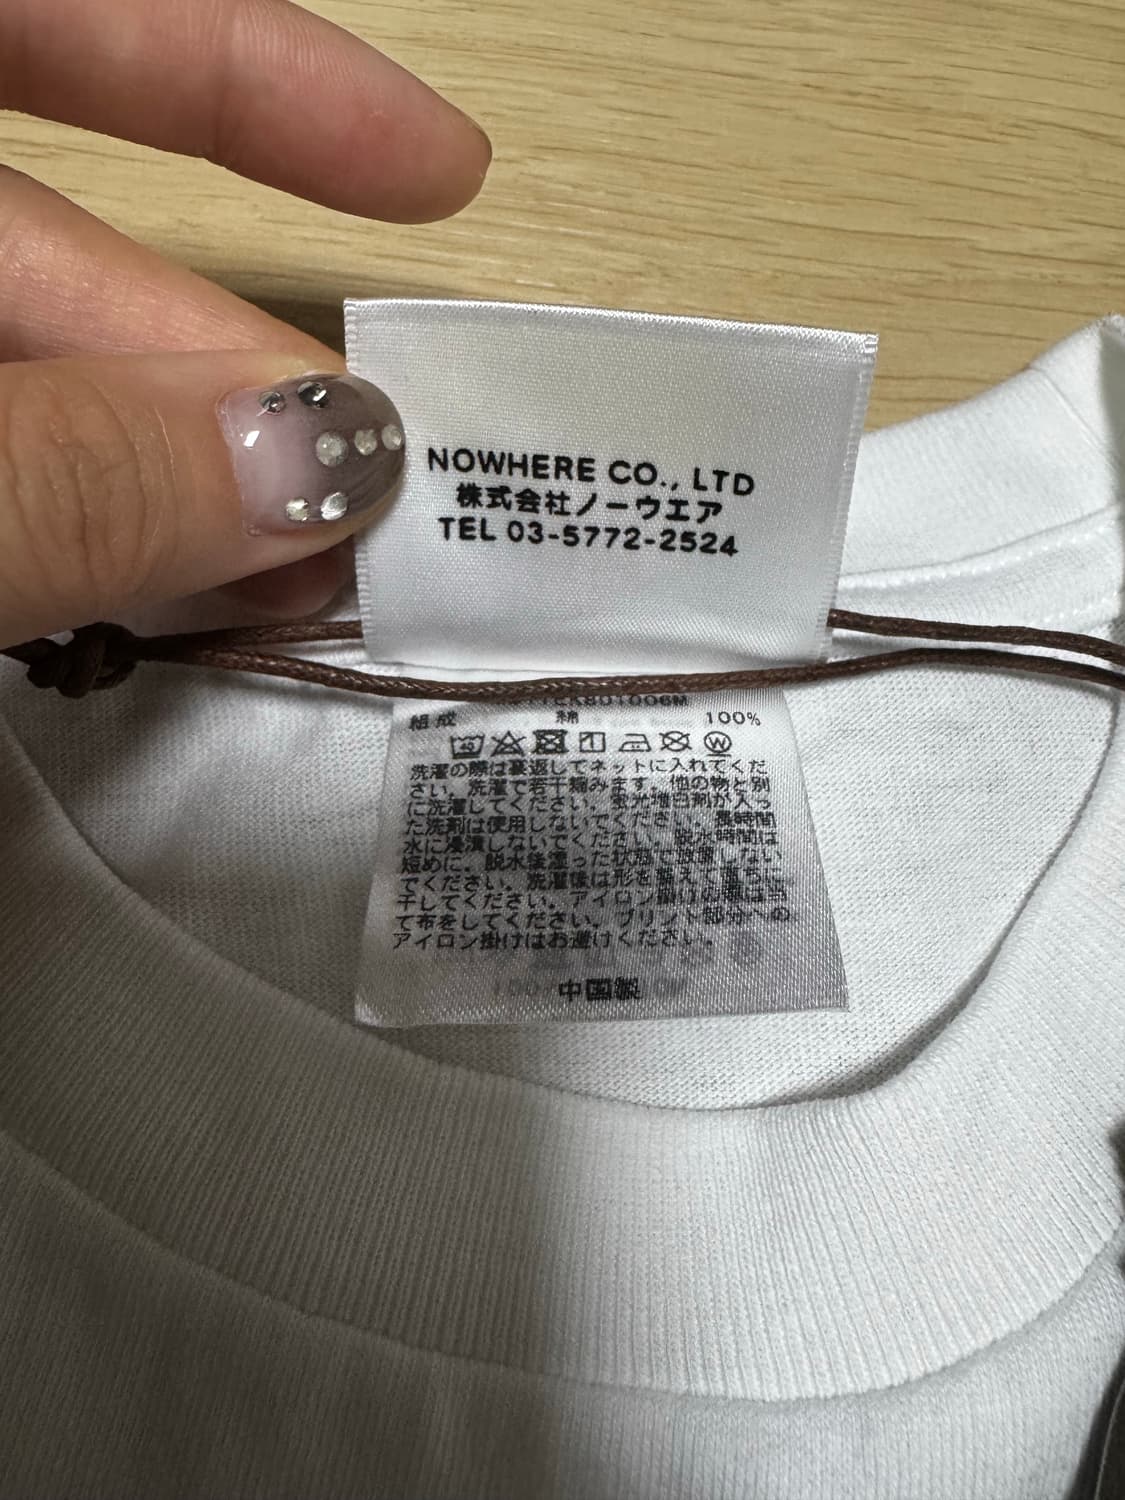 NOWHERE CO., LTD
株式会社ノーウエア
TEL 03-5772-2524
801006M
組成 綿 100%
40 W
洗濯の際は裏返してネットに入れてくだ
さい。洗濯で若干縮みます。他の物と別
に洗濯してください。蛍光増白剤が入っ
た洗剤は使用しないでください。長時間
水に浸漬しないでください。脱水時間は
短めに。脱水後湿った状態で放置しない
でください。洗濯後は形を整えて直ちに
干してください。アイロン掛けの際は当
て布をしてください。プリント部分への
アイロン掛けはお避けください。
中国製